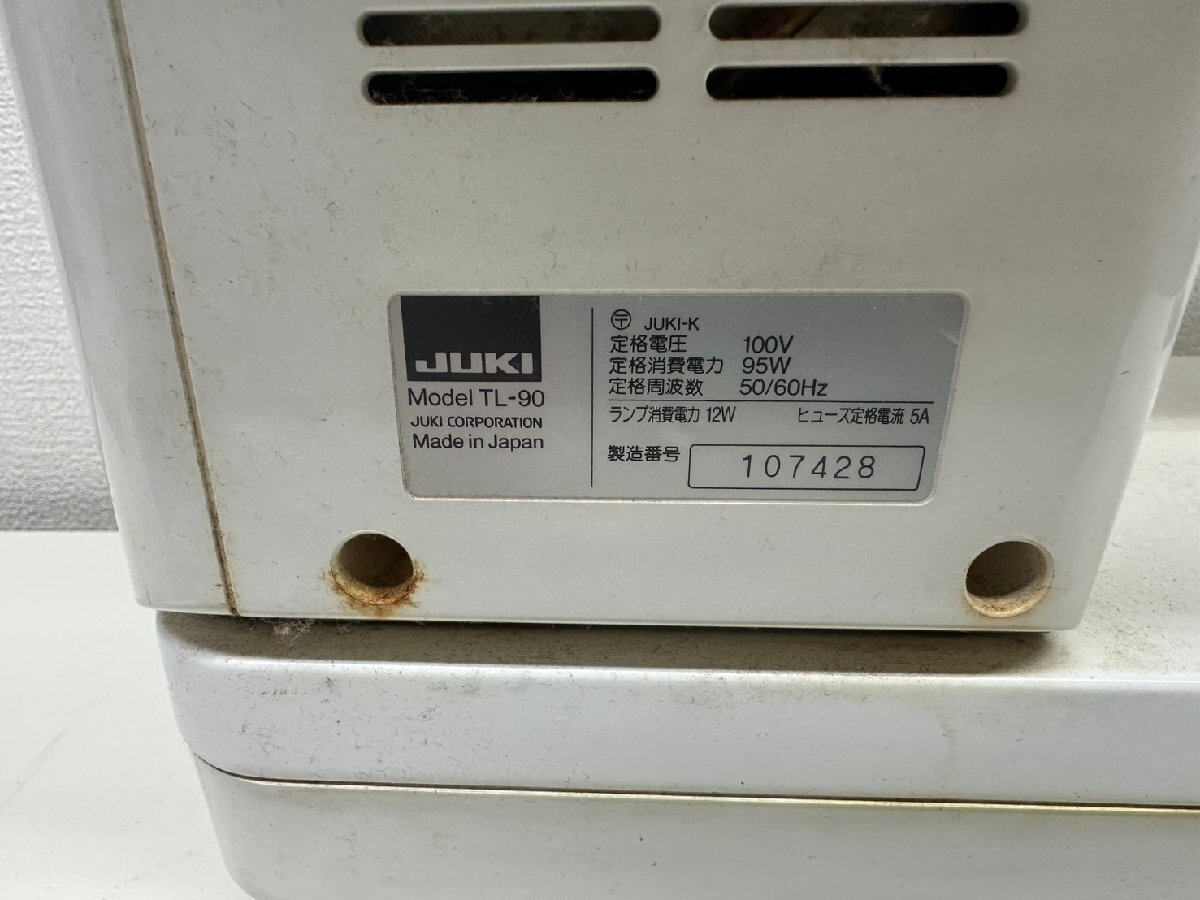 JUKI
Model TL-90
JUKI CORPORATION
Made in Japan
〶 JUKI-K
定格電圧 100V
定格消費電力 95W
定格周波数 50/60Hz
ランプ消費電力 12W ヒューズ定格電流 5A
製造番号 107428